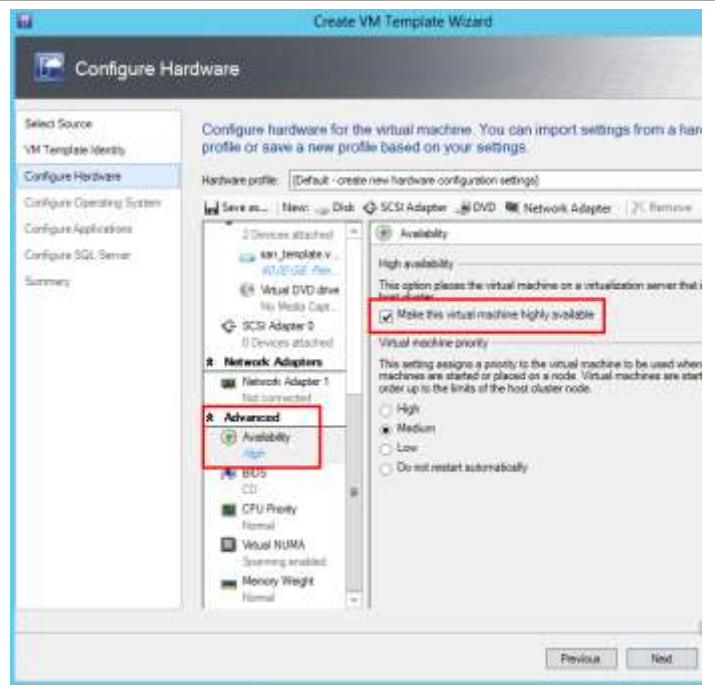 Create VM Template Wizard
Configure Hardware
Select Source
VM Template Identity
Configure Hardware
Configure Operating System
Configure Applications
Configure SQL Server
Summary
Configure hardware for the virtual machine. You can import settings from a har
profile or save a new profile based on your settings.
Hardware profile: [Default - create new hardware configuration settings]
Save as... New: Disk SCSI Adapter DVD Network Adapter Remove
2 Devices attached
san_template.v...
Virtual DVD drive
No Media Capt...
SCSI Adapter 0
0 Devices attached
Network Adapters
Network Adapter 1
Not connected
Advanced
Availability
High
BIOS
CD
CPU Priority
Normal
Virtual NUMA
Spanning enabled
Memory Weight
Normal
Availability
High availability
This option places the virtual machine on a virtualization server that i
host cluster.
Make this virtual machine highly available
Virtual machine priority
This setting assigns a priority to the virtual machine to be used when
machines are started or placed on a node. Virtual machines are start
order up to the limits of the host cluster node.
High
Medium
Low
Do not restart automatically
Previous Next